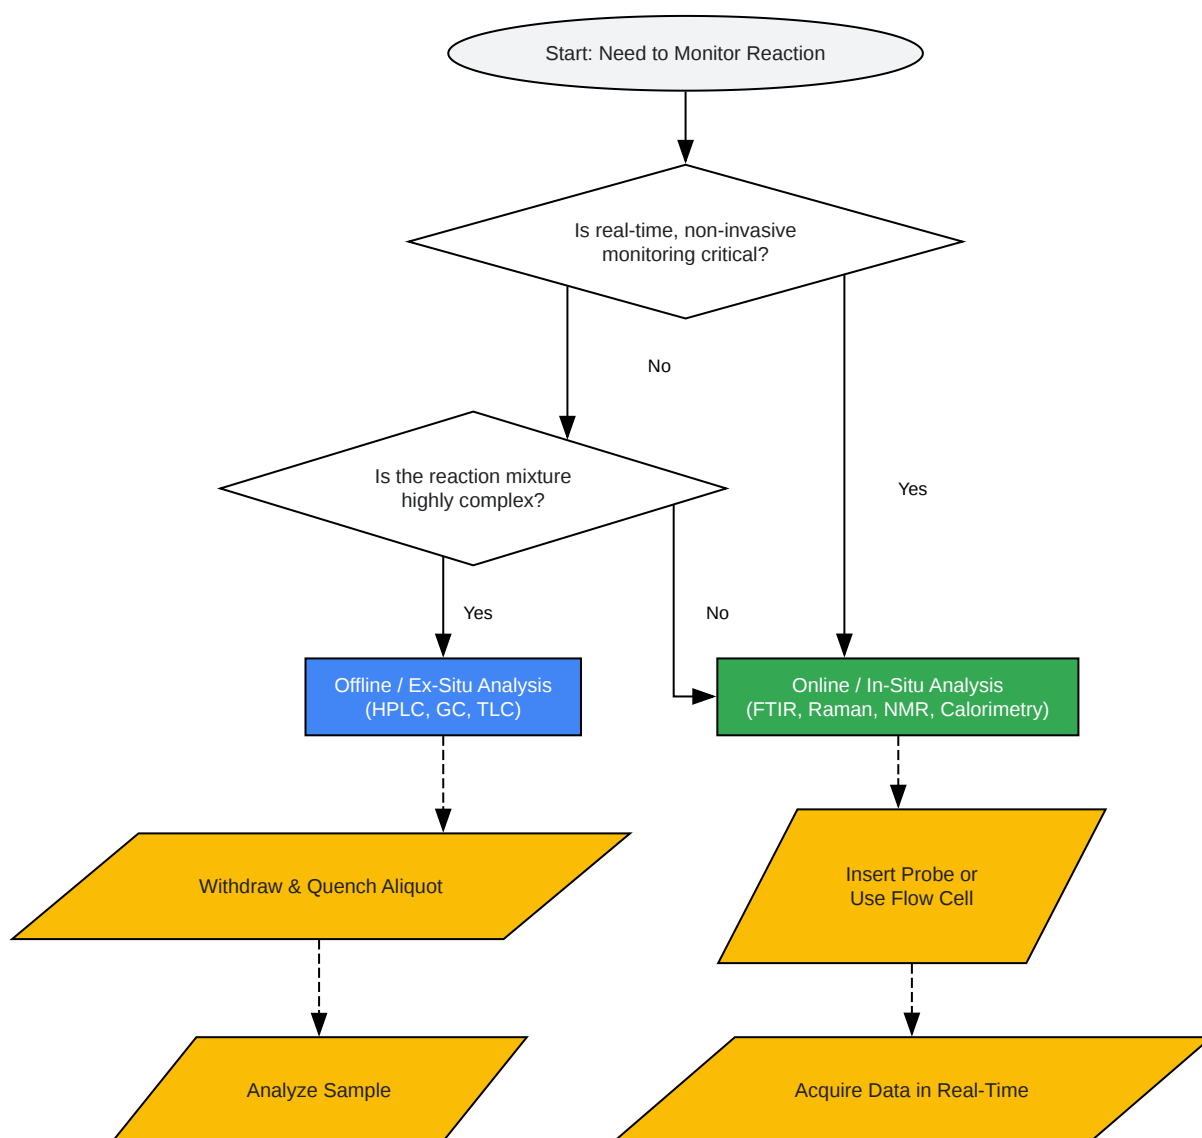 Start: Need to Monitor Reaction
Is real-time, non-invasive
monitoring critical?
No
Is the reaction mixture
highly complex?
Yes
Yes
No
Offline / Ex-Situ Analysis
(HPLC, GC, TLC)
Online / In-Situ Analysis
(FTIR, Raman, NMR, Calorimetry)
Withdraw & Quench Aliquot
Insert Probe or
Use Flow Cell
Analyze Sample
Acquire Data in Real-Time